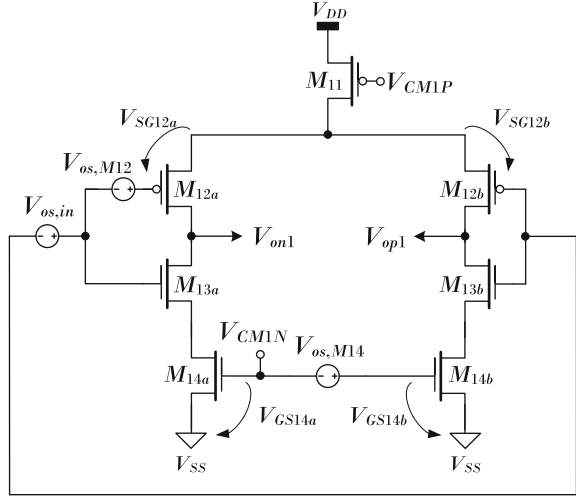 V_DD
M_11
V_CM1P
V_SG12a
V_SG12b
V_os,M12
M_12a
M_12b
V_os,in
- +
- +
V_on1
V_op1
M_13a
M_13b
V_CM1N
V_os,M14
M_14a
- +
M_14b
V_GS14a
V_GS14b
V_SS
V_SS